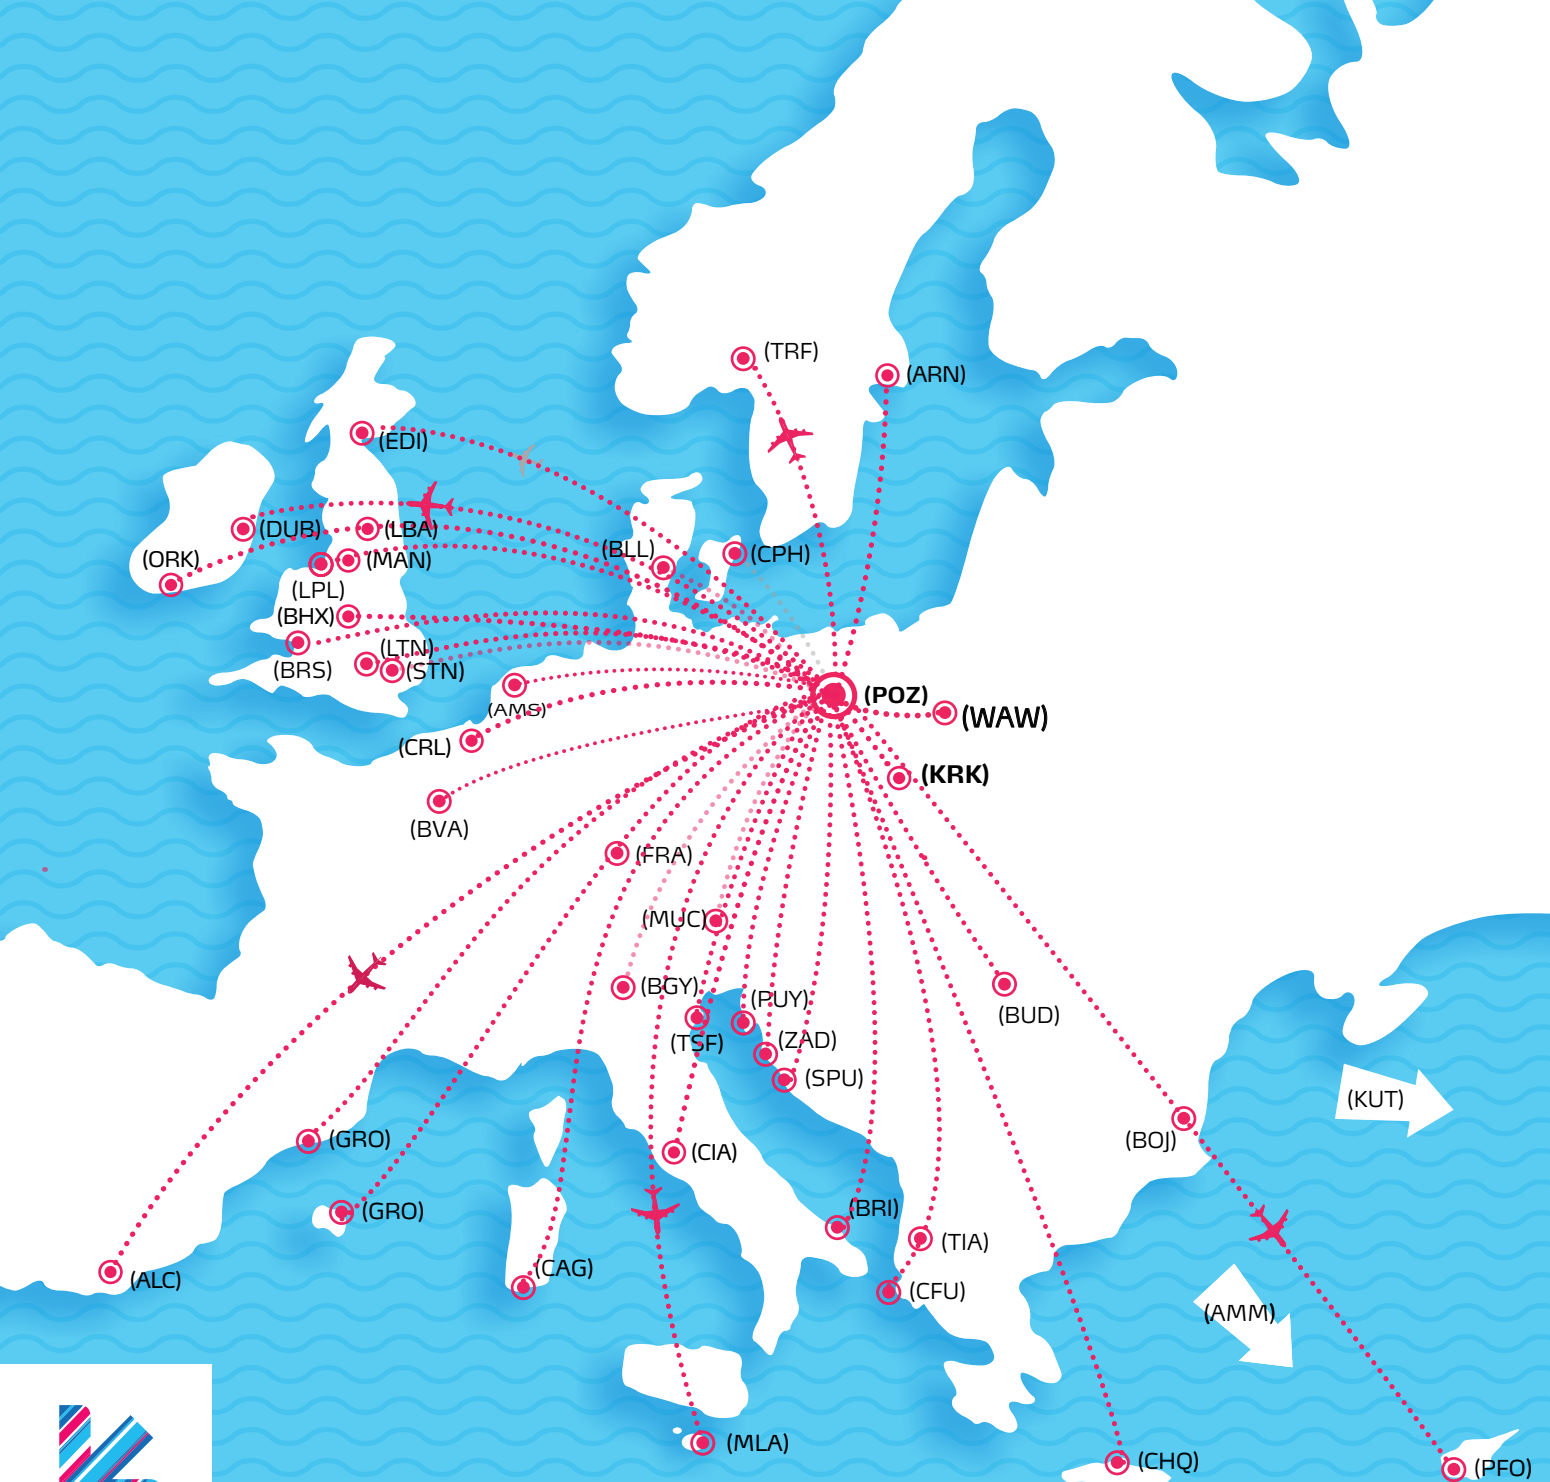 (TRF)
(ARN)
(EDI)
(DUB)
(LBA)
(BLL)
(CPH)
(ORK)
(MAN)
(LPL)
(BHX)
(LTN)
(BRS)
(STN)
(POZ)
(AMS)
(WAW)
(CRL)
(KRK)
(BVA)
(FRA)
(MUC)
(BGY)
(PUY)
(BUD)
(TSF)
(ZAD)
(SPU)
(KUT)
(GRO)
(BOJ)
(CIA)
(GRO)
(BRI)
(TIA)
(CAG)
(ALC)
(CFU)
(AMM)
(MLA)
(CHQ)
(PFO)